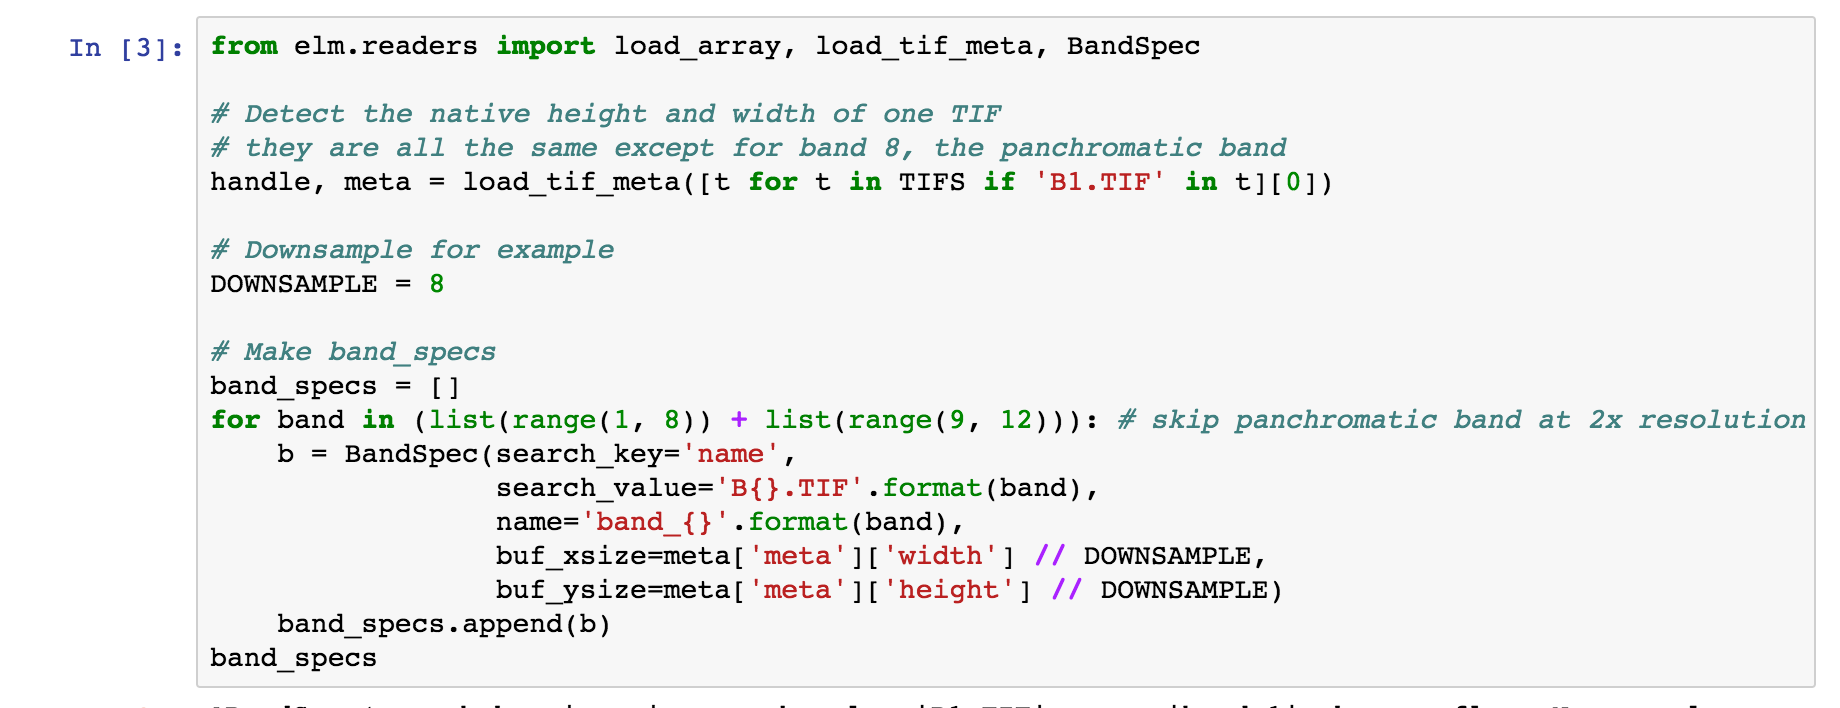 In [3]: from elm.readers import load_array, load_tif_meta, BandSpec
# Detect the native height and width of one TIF
# they are all the same except for band 8, the panchromatic band
handle, meta = load_tif_meta([t for t in TIFS if 'B1.TIF' in t][0])
# Downsample for example
DOWNSAMPLE = 8
# Make band_specs
band_specs = []
for band in (list(range(1, 8)) + list(range(9, 12))): # skip panchromatic band at 2x resolution
    b = BandSpec(search_key='name',
                 search_value='B{}.TIF'.format(band),
                 name='band_{}'.format(band),
                 buf_xsize=meta['meta']['width'] // DOWNSAMPLE,
                 buf_ysize=meta['meta']['height'] // DOWNSAMPLE)
    band_specs.append(b)
band_specs